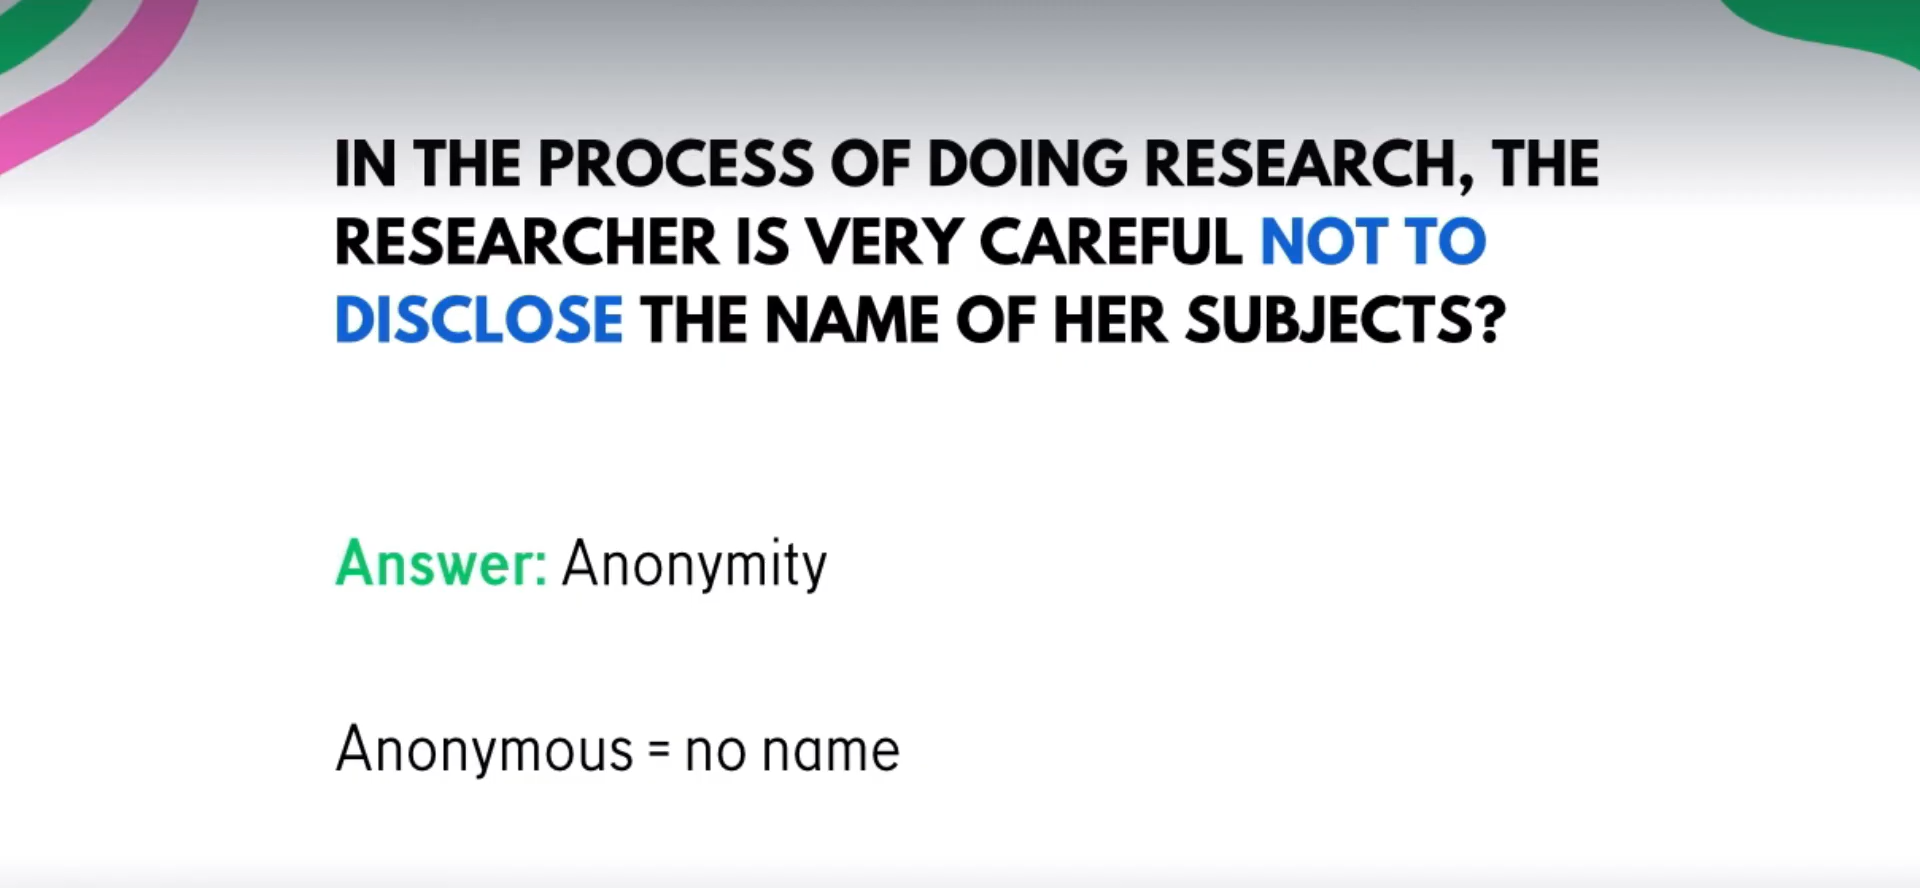 IN THE PROCESS OF DOING RESEARCH, THE
RESEARCHER IS VERY CAREFUL NOT TO
DISCLOSE THE NAME OF HER SUBJECTS?
Answer: Anonymity
Anonymous = no name